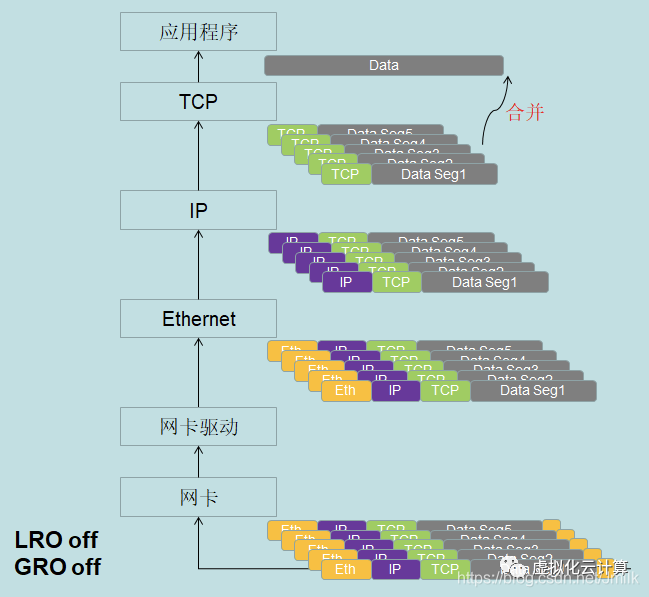 应用程序
Data
TCP
合并
TCP Data Seg5
TCP Data Seg4
TCP Data Seg3
TCP Data Seg2
TCP Data Seg1
IP
IP TCP Data Seg5
IP TCP Data Seg4
IP TCP Data Seg3
IP TCP Data Seg2
IP TCP Data Seg1
Ethernet
Eth IP TCP Data Seg5
Eth IP TCP Data Seg4
Eth IP TCP Data Seg3
Eth IP TCP Data Seg2
Eth IP TCP Data Seg1
网卡驱动
网卡
Eth IP TCP Data Seg5
Eth IP TCP Data Seg4
Eth IP TCP Data Seg3
Eth IP TCP Data Seg2
Eth IP TCP
LRO off
GRO off
虚拟化云计算